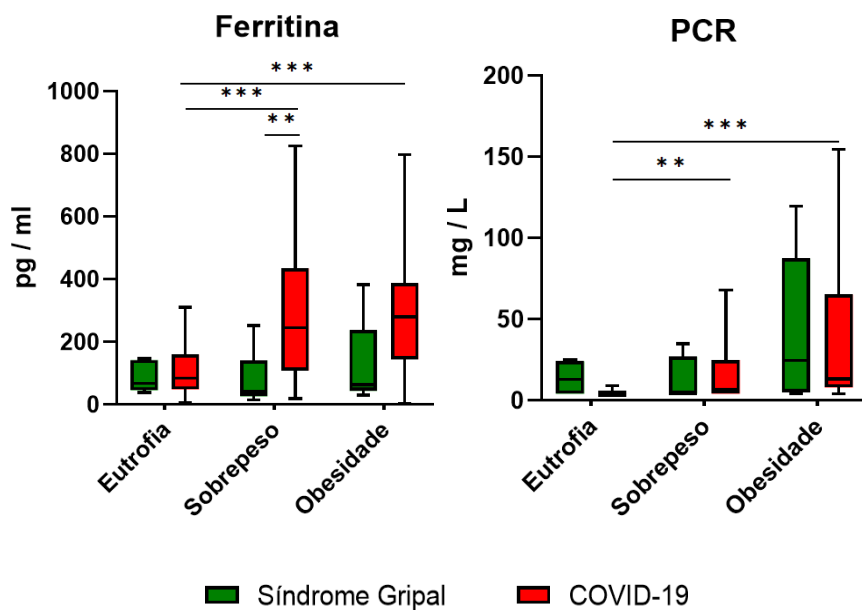 Ferritina
pg / ml
1000
800
600
400
200
0
***
***
**
Eutrofia
Sobrepeso
Obesidade
PCR
mg / L
200
150
100
50
0
***
**
Eutrofia
Sobrepeso
Obesidade
Síndrome Gripal
COVID-19